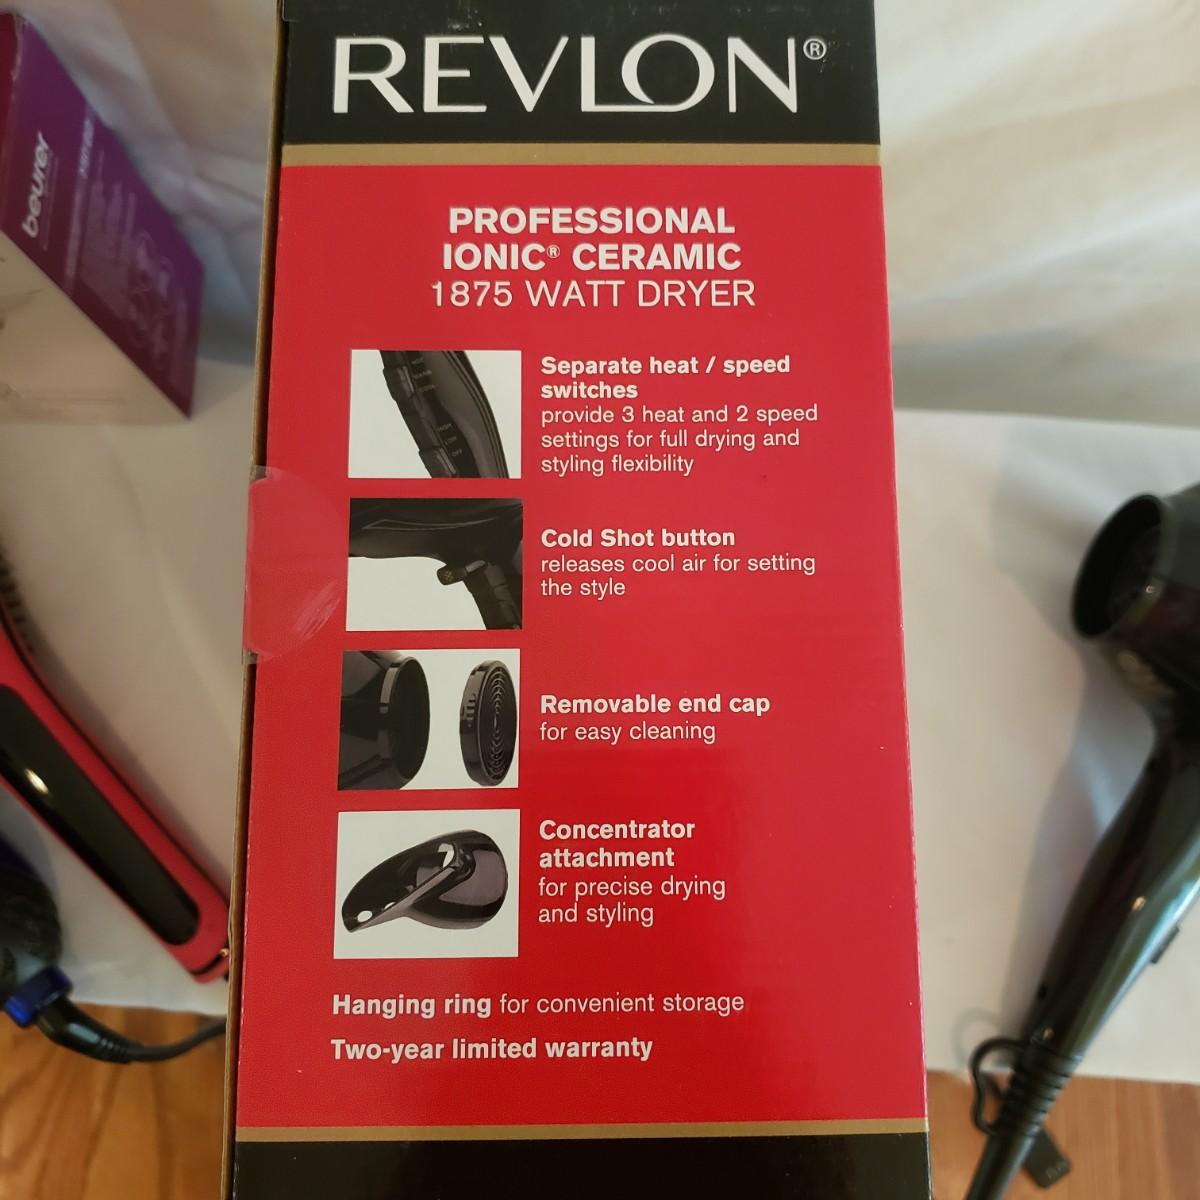 REVLON®
PROFESSIONAL
IONIC® CERAMIC
1875 WATT DRYER
Separate heat / speed
switches
provide 3 heat and 2 speed
settings for full drying and
styling flexibility
HIGH
LOW
OFF
Cold Shot button
releases cool air for setting
the style
Removable end cap
for easy cleaning
Concentrator
attachment
for precise drying
and styling
Hanging ring for convenient storage
Two-year limited warranty
beurer